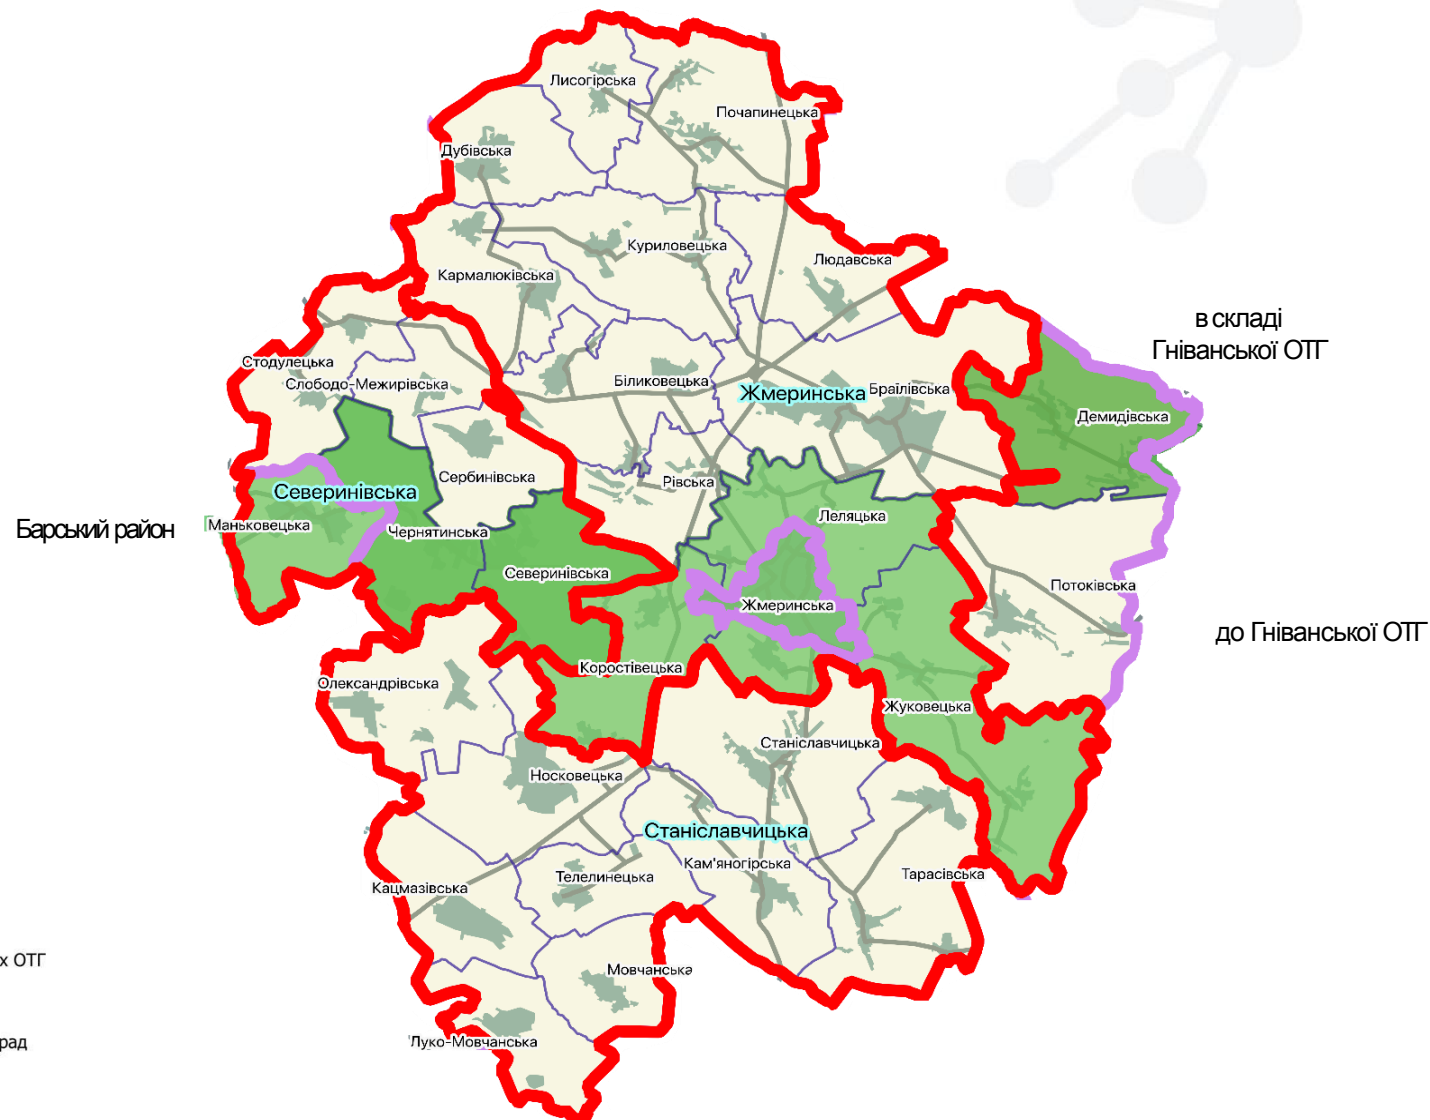 Лисогірська
Почапинецька
Дубівська
Куриловецька
Людавська
Кармалюківська
в складі
Гніванської ОТГ
Стодулецька
Слободо-Межирівська
Біликовецька
Жмеринська
Браїлівська
Демидівська
Сербинівська
Рівська
Северинівська
Маньковецька
Барський район
Чернятинська
Леляцька
Северинівська
Потоківська
Жмеринська
до Гніванської ОТГ
Коростівецька
Олександрівська
Жуковецька
Станіславчицька
Носковецька
Станіславчицька
Кам'яногірська
Телелинецька
Тарасівська
Кацмазівська
х ОТГ
Мовчанська
рад
Луко-Мовчанська